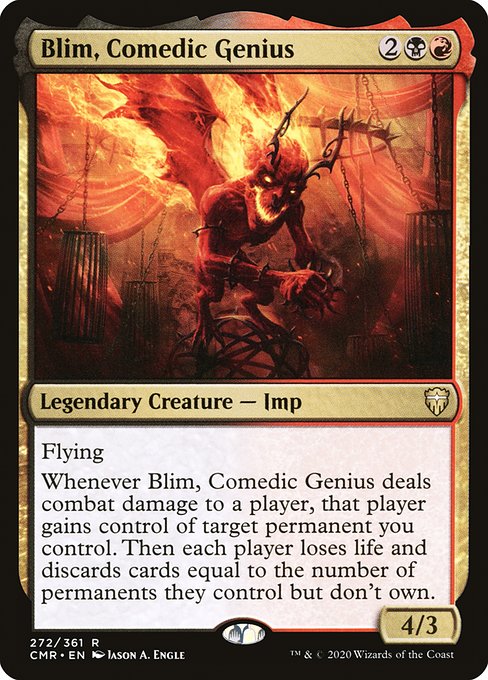 Blim, Comedic Genius 2
Legendary Creature — Imp
Flying
Whenever Blim, Comedic Genius deals
combat damage to a player, that player
gains control of target permanent you
control. Then each player loses life and
discards cards equal to the number of
permanents they control but don't own.
4/3
272/361 R
CMR • EN Jason A. Engle
™ & © 2020 Wizards of the Coast